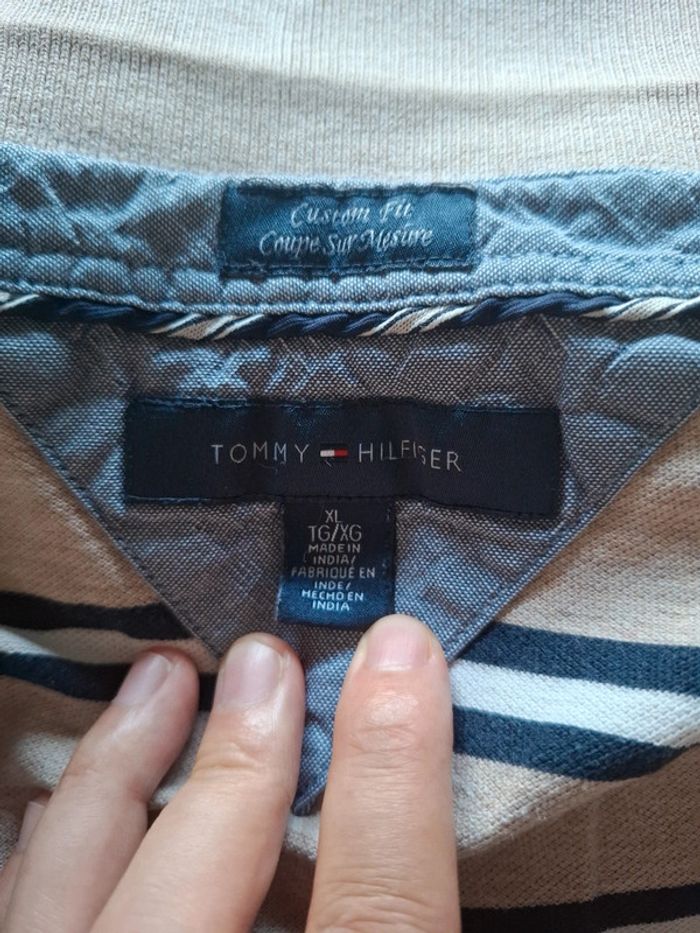 Custom Fit
Coupe Sur Mesure
TOMMY HILFIGER
XL
TG/XG
MADE IN
INDIA/
FABRIQUÉ EN
INDE/
HECHO EN
INDIA